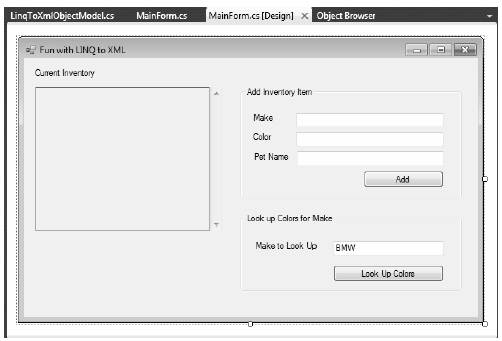 LinqToXmlObjectModel.cs MainForm.cs MainForm.cs [Design] Object Browser
Fun with LINQ to XML
Current Inventory
Add Inventory Item
Make
Color
Pet Name
Add
Look up Colors for Make
Make to Look Up BMW
Look Up Colors